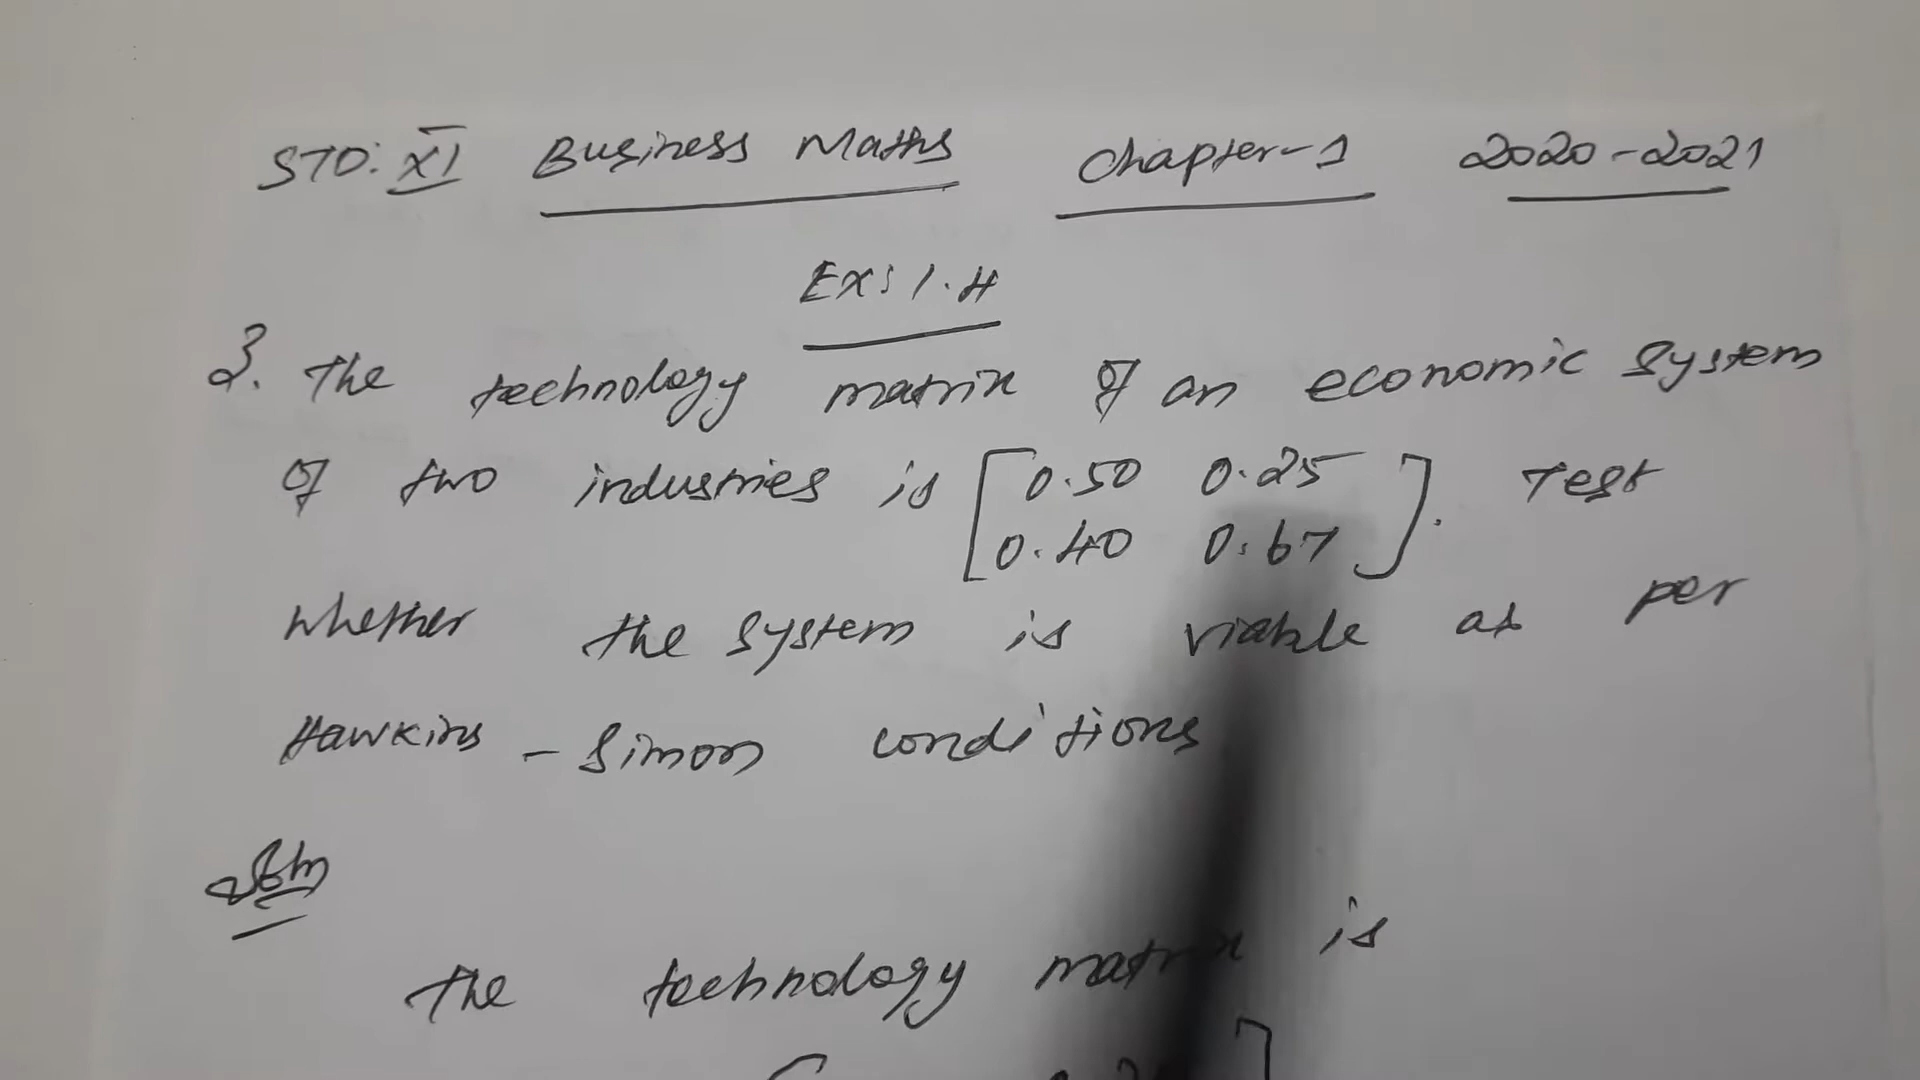 STD: XI Business Maths Chapter-1 2020-2021
Ex: 1.4
3. The technology matrix of an economic system
of two industries is [0.50 0.25
0.40 0.67]. Test
whether the system is viable as per
Hawkins - Simon conditions
Soln
The technology matrix is